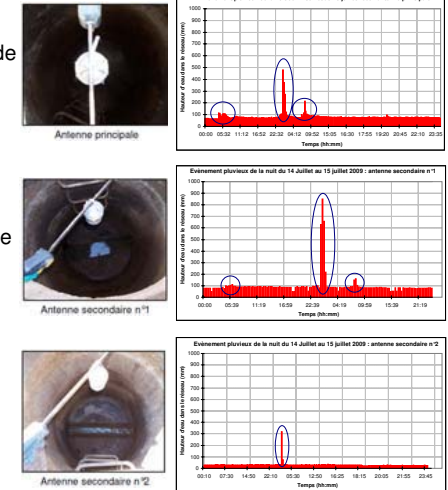 de
Antenne principale
1000
900
800
700
600
500
400
300
200
100
0
Hauteur d'eau dans le réseau (mm)
00:00 05:32 11:12 16:52 22:32 04:12 09:52 15:05 19:35 20:45 22:10 23:35
Temps (hh:mm)
e
Antenne secondaire n°1
Evénement pluvieux de la nuit du 14 Juillet au 15 juillet 2009 : antenne secondaire n°1
1000
900
800
700
600
500
400
300
200
100
0
Hauteur d'eau dans le réseau (mm)
00:00 05:39 11:19 16:59 22:39 04:19 09:59 15:39 21:19
Temps (hh:mm)
Antenne secondaire n°2
Evénement pluvieux de la nuit du 14 Juillet au 15 juillet 2009 : antenne secondaire n°2
1000
900
800
700
600
500
400
300
200
100
0
Hauteur d'eau dans le réseau (mm)
00:10 07:30 14:50 22:10 05:30 12:50 16:25 18:15 20:05 21:55 23:45
Temps (hh:mm)